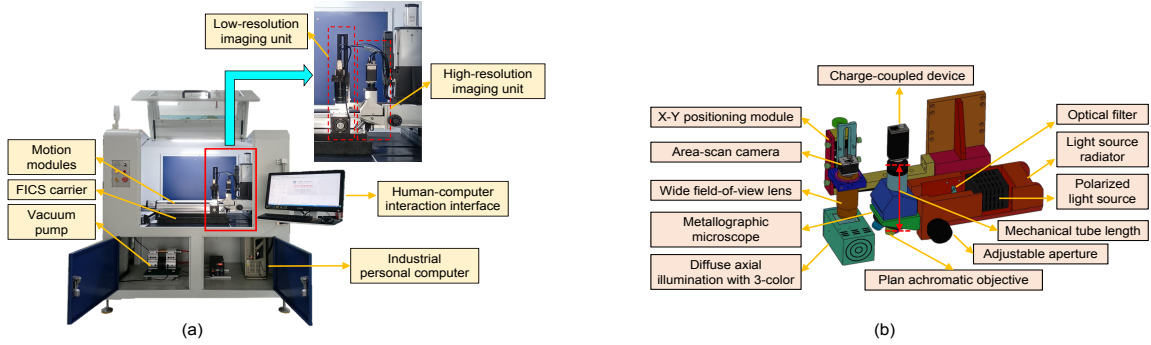 Low-resolution
imaging unit
High-resolution
imaging unit
Motion
modules
FICS carrier
Vacuum
pump
Human-computer
interaction interface
Industrial
personal computer
(a)
Charge-coupled device
X-Y positioning module
Area-scan camera
Wide field-of-view lens
Metallographic
microscope
Diffuse axial
illumination with 3-color
Optical filter
Light source
radiator
Polarized
light source
Mechanical tube length
Adjustable aperture
Plan achromatic objective
(b)